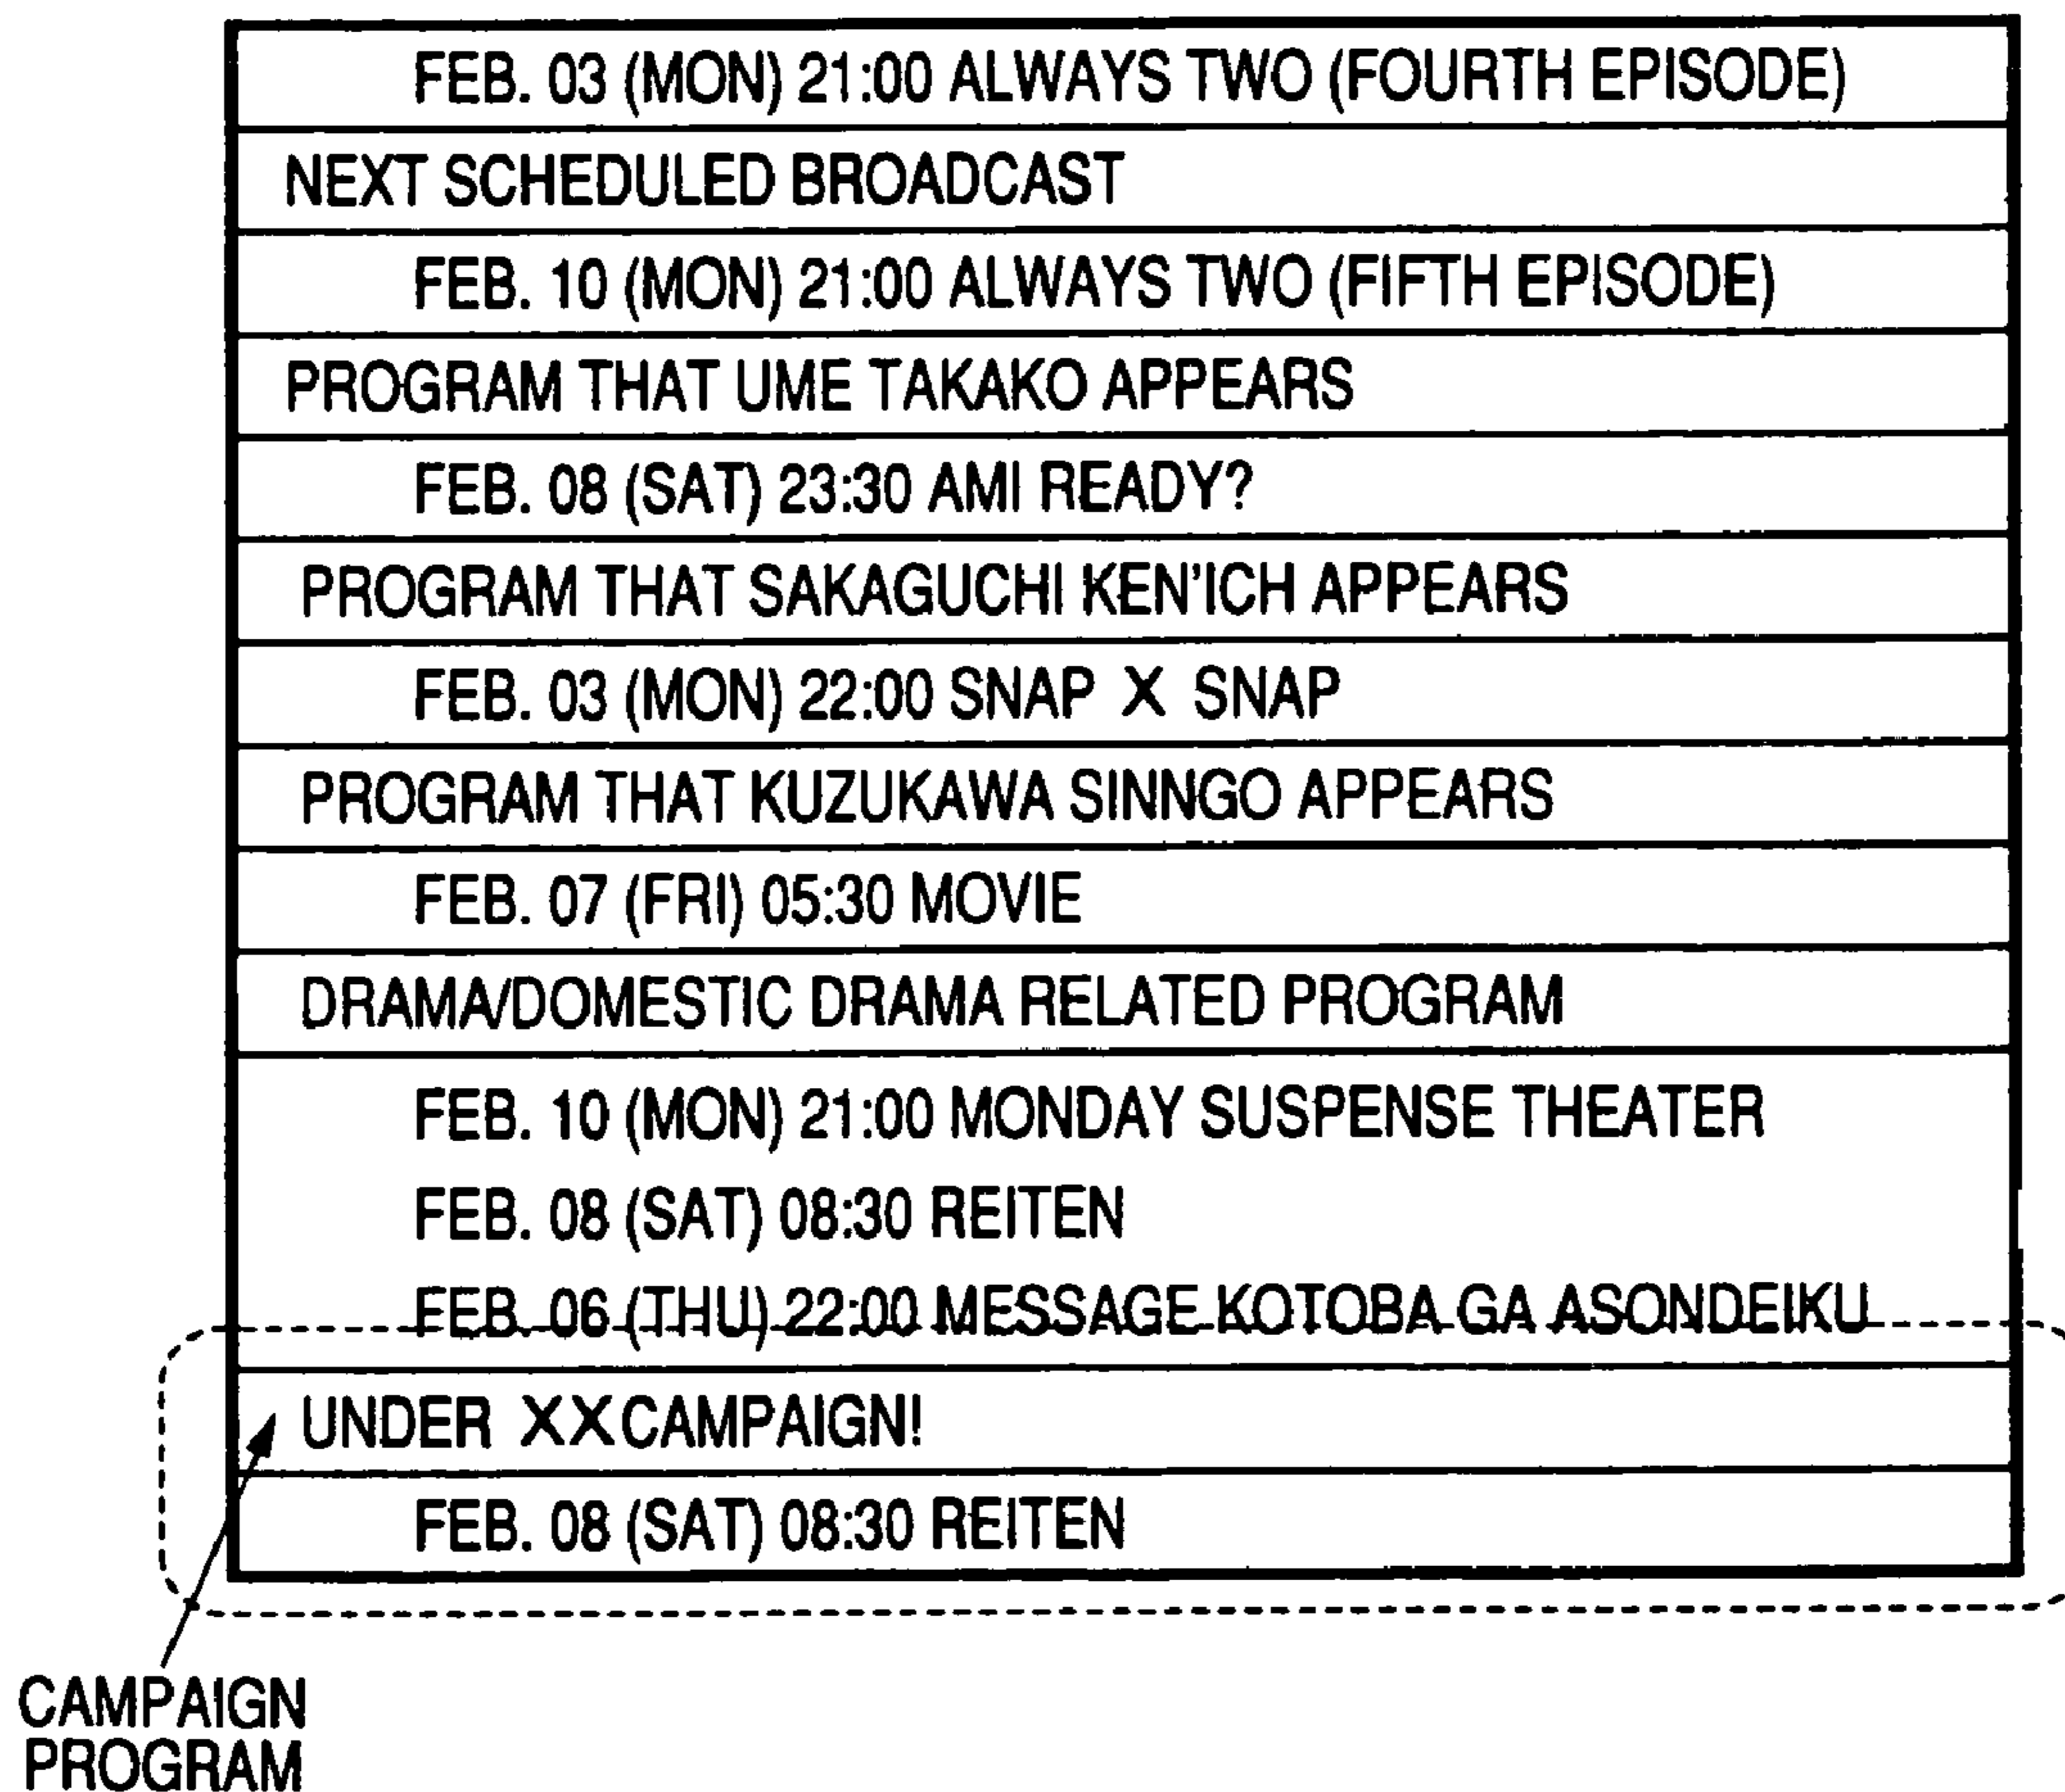 FEB. 03 (MON) 21:00 ALWAYS TWO (FOURTH EPISODE)
NEXT SCHEDULED BROADCAST
FEB. 10 (MON) 21:00 ALWAYS TWO (FIFTH EPISODE)
PROGRAM THAT UME TAKAKO APPEARS
FEB. 08 (SAT) 23:30 AMI READY?
PROGRAM THAT SAKAGUCHI KEN'ICH APPEARS
FEB. 03 (MON) 22:00 SNAP X SNAP
PROGRAM THAT KUZUKAWA SINNGO APPEARS
FEB. 07 (FRI) 05:30 MOVIE
DRAMA/DOMESTIC DRAMA RELATED PROGRAM
FEB. 10 (MON) 21:00 MONDAY SUSPENSE THEATER
FEB. 08 (SAT) 08:30 REITEN
FEB. 06 (THU) 22:00 MESSAGE KOTOBA GA ASONDEIKU
UNDER XX CAMPAIGN!
FEB. 08 (SAT) 08:30 REITEN
CAMPAIGN
PROGRAM